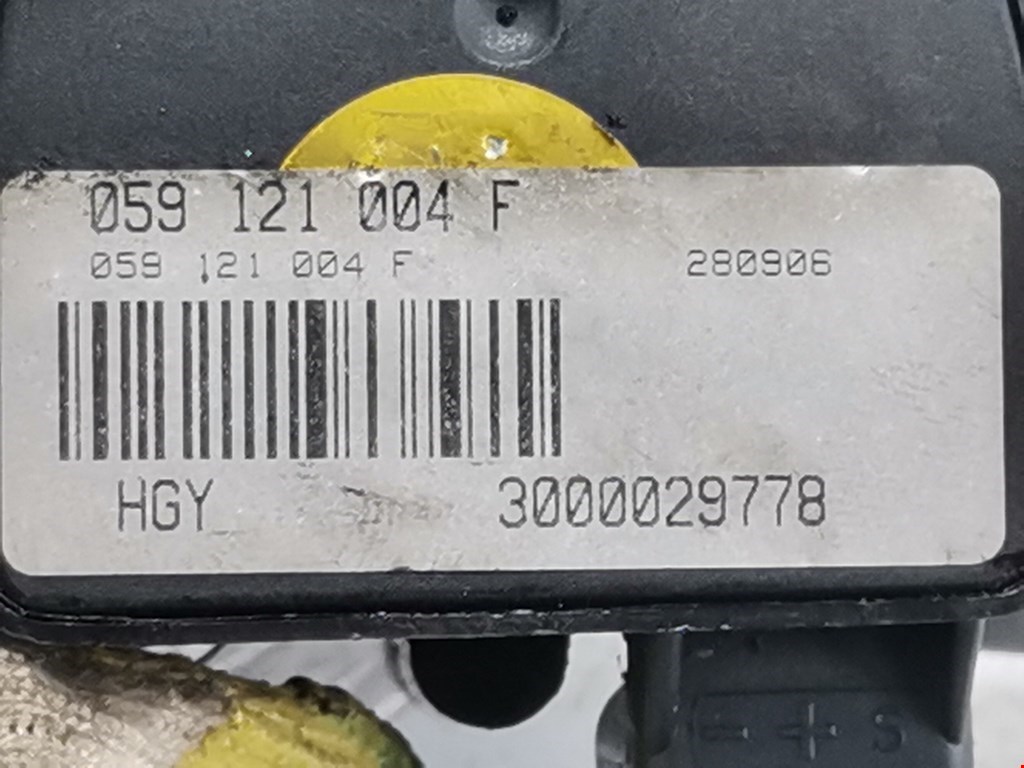 059 121 004 F
059 121 004 F 280906
HGY 3000029778
- + S